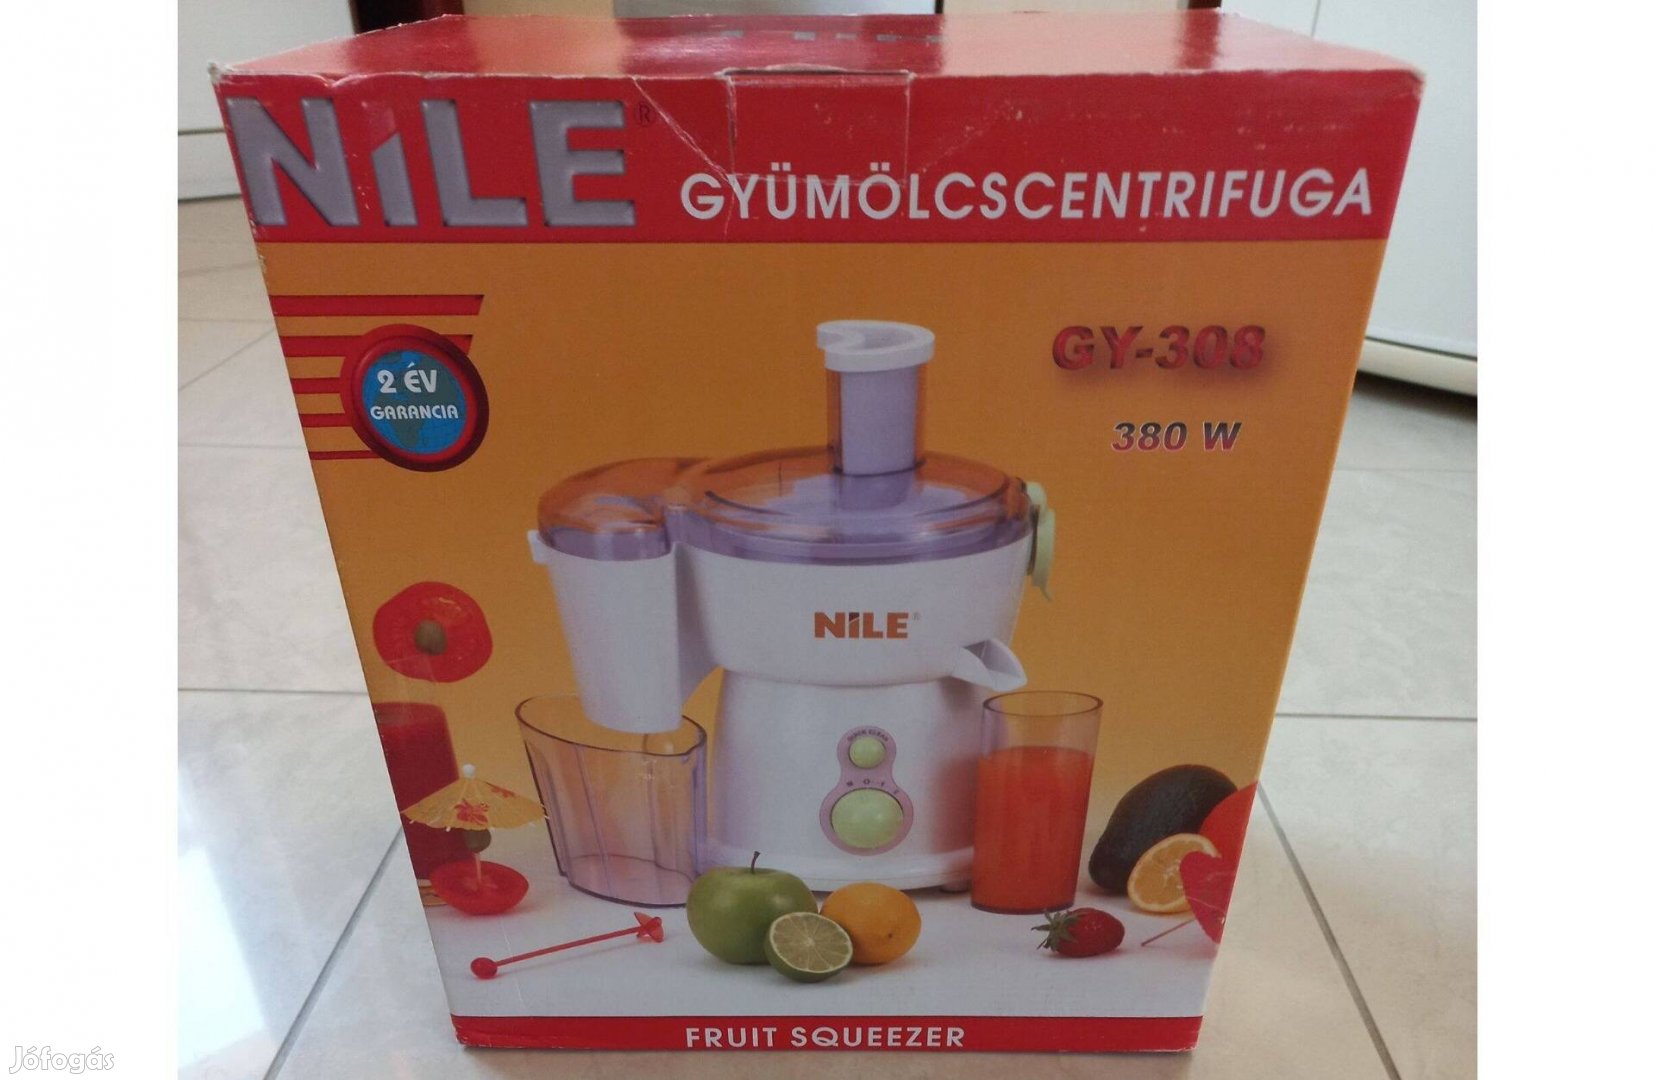 NiLE®
GYÜMÖLCSCENTRIFUGA
2 ÉV
GARANCIA
GY-308
380 W
NiLE®
FRUIT SQUEEZER
Jófogás